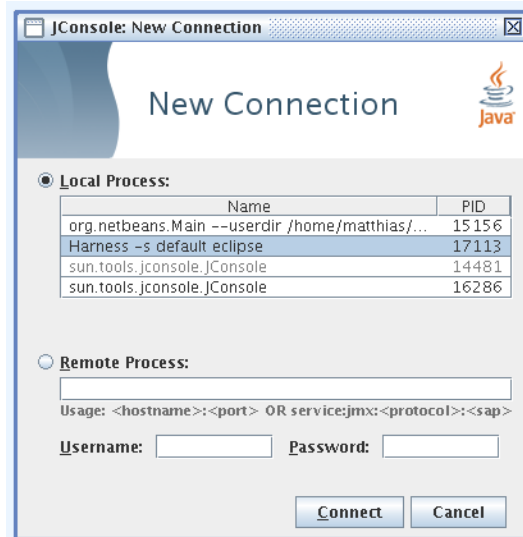 JConsole: New Connection
New Connection
Java
Local Process:
Name PID
org.netbeans.Main --userdir /home/matthias/... 15156
Harness -s default eclipse 17113
sun.tools.jconsole.JConsole 14481
sun.tools.jconsole.JConsole 16286
Remote Process:
Usage: <hostname>:<port> OR service:jmx:<protocol>:<sap>
Username: Password:
Connect Cancel